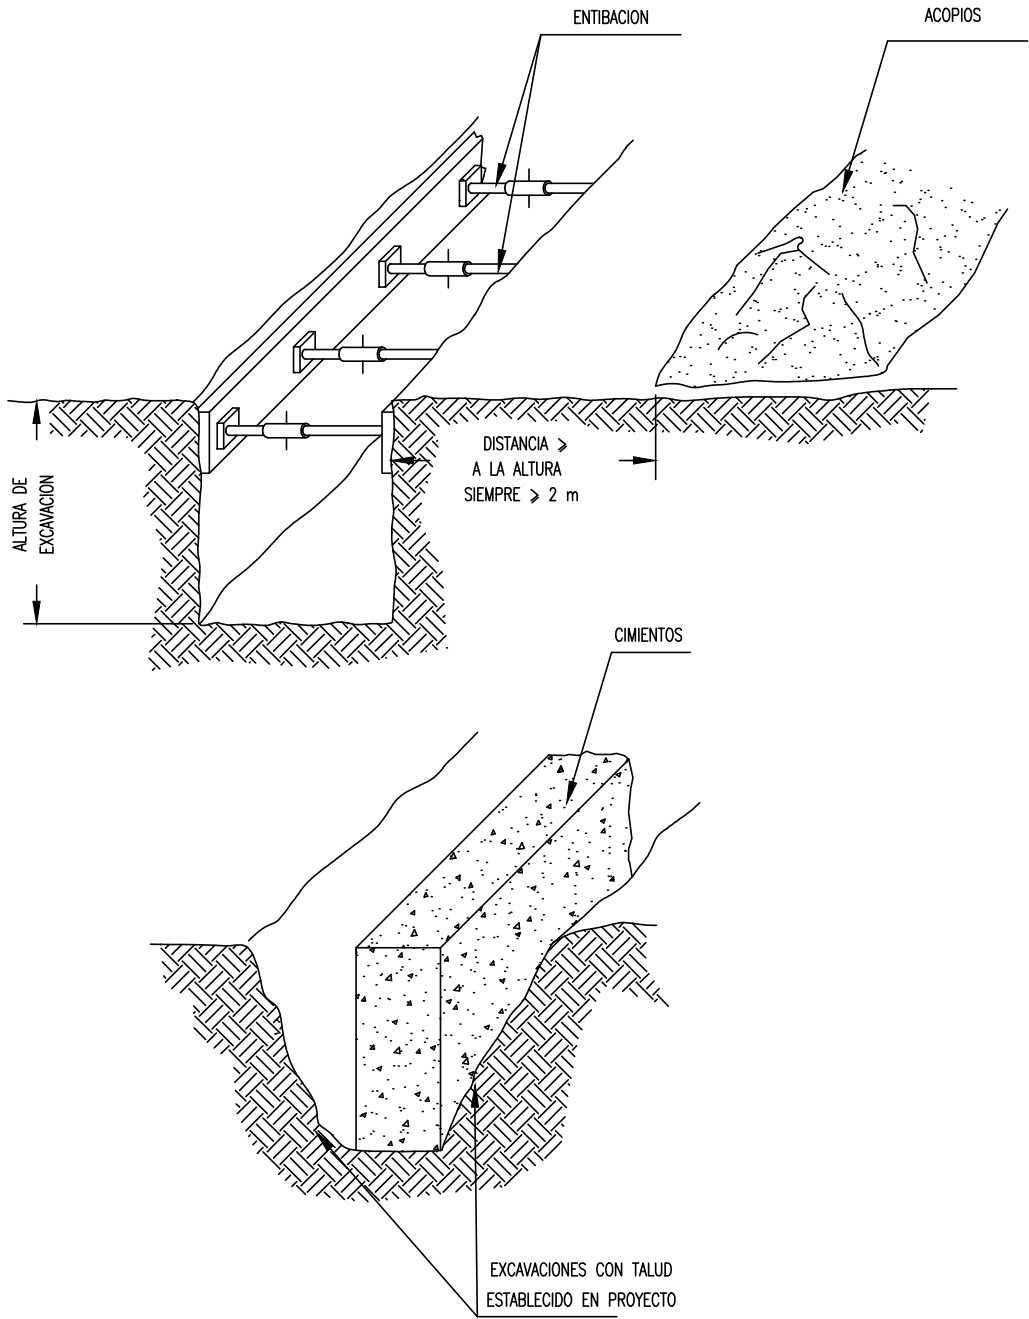 ENTIBACION
ACOPIOS
DISTANCIA ⩾
A LA ALTURA
SIEMPRE ⩾ 2 m
ALTURA DE
EXCAVACION
CIMIENTOS
EXCAVACIONES CON TALUD
ESTABLECIDO EN PROYECTO